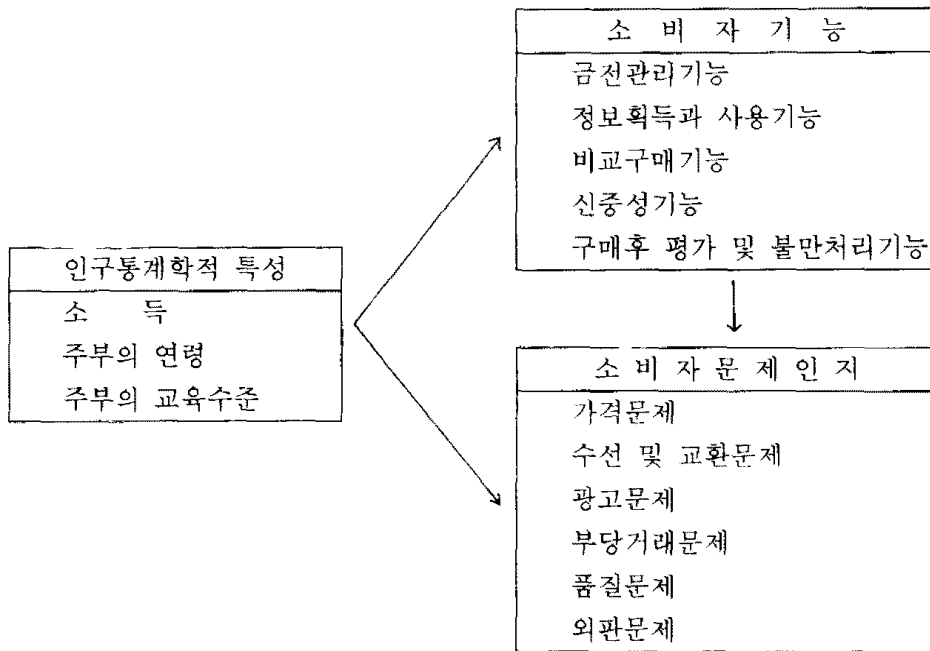 소 비 자 기 능
금전관리기능
정보획득과 사용기능
비교구매기능
신중성기능
구매후 평가 및 불만처리기능
인구통계학적 특성
소 득
주부의 연령
주부의 교육수준
소 비 자 문 제 인 지
가격문제
수선 및 교환문제
광고문제
부당거래문제
품질문제
외판문제